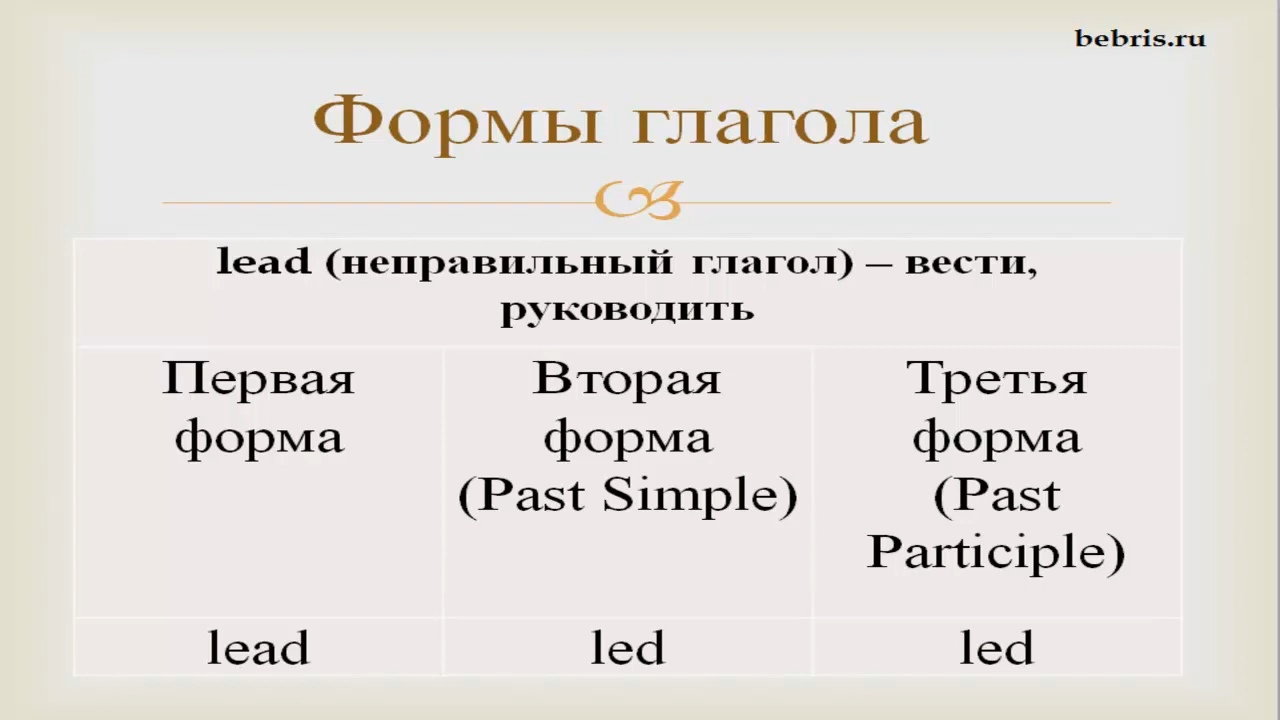 bebris.ru
Формы глагола
lead (неправильный глагол) – вести,
руководить
Первая
форма
Вторая
форма
(Past Simple)
Третья
форма
(Past
Participle)
lead
led
led